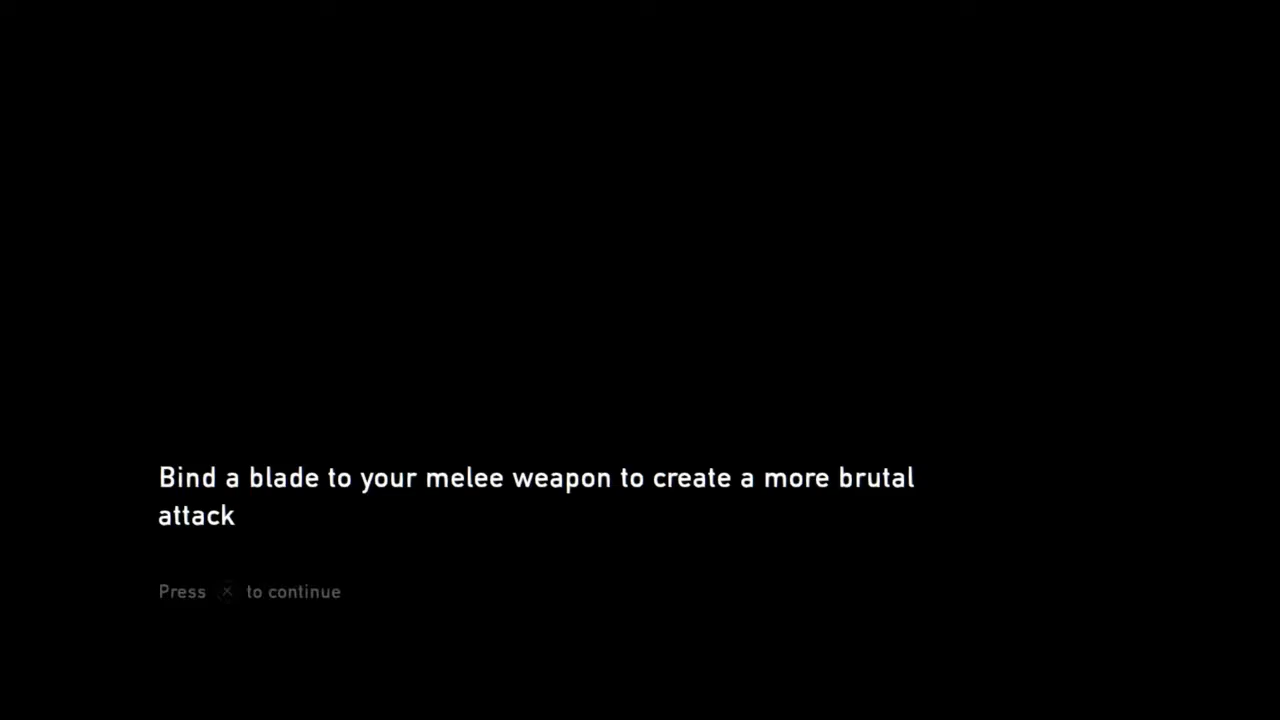 Bind a blade to your melee weapon to create a more brutal
attack
Press X to continue